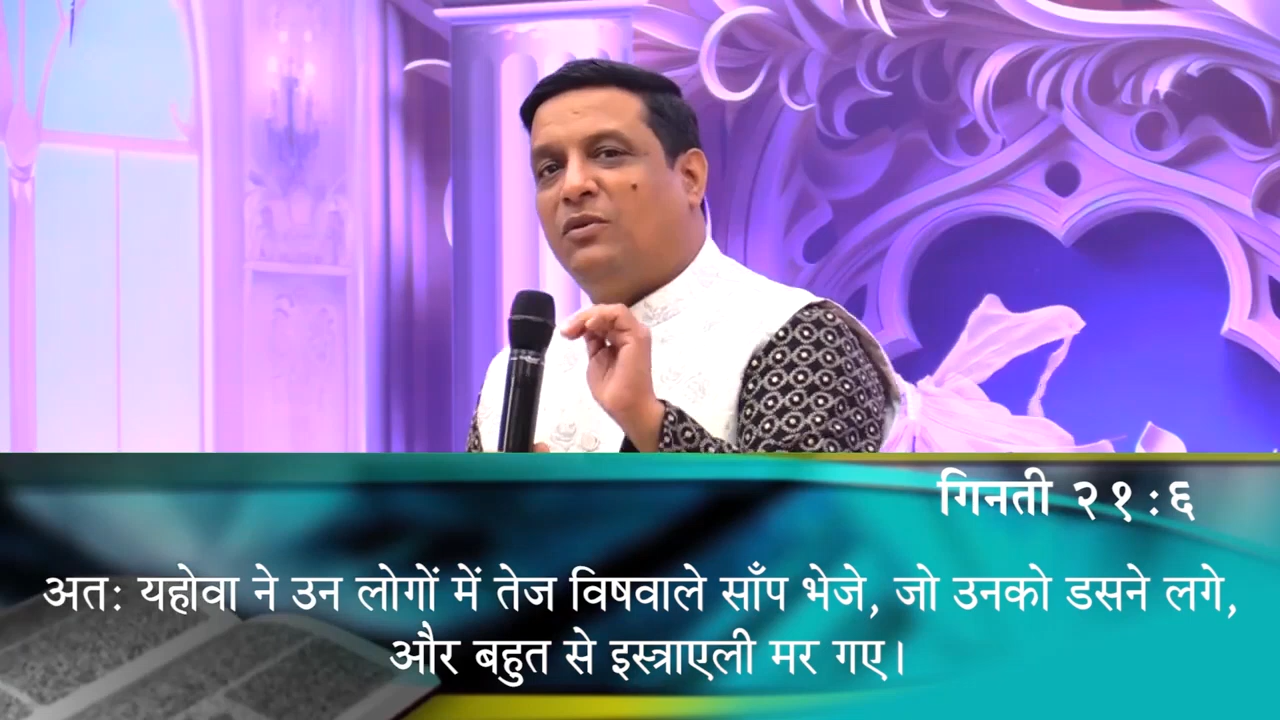 गिनती २१:६
अतः यहोवा ने उन लोगों में तेज विषवाले साँप भेजे, जो उनको डसने लगे,
और बहुत से इस्त्राएली मर गए।